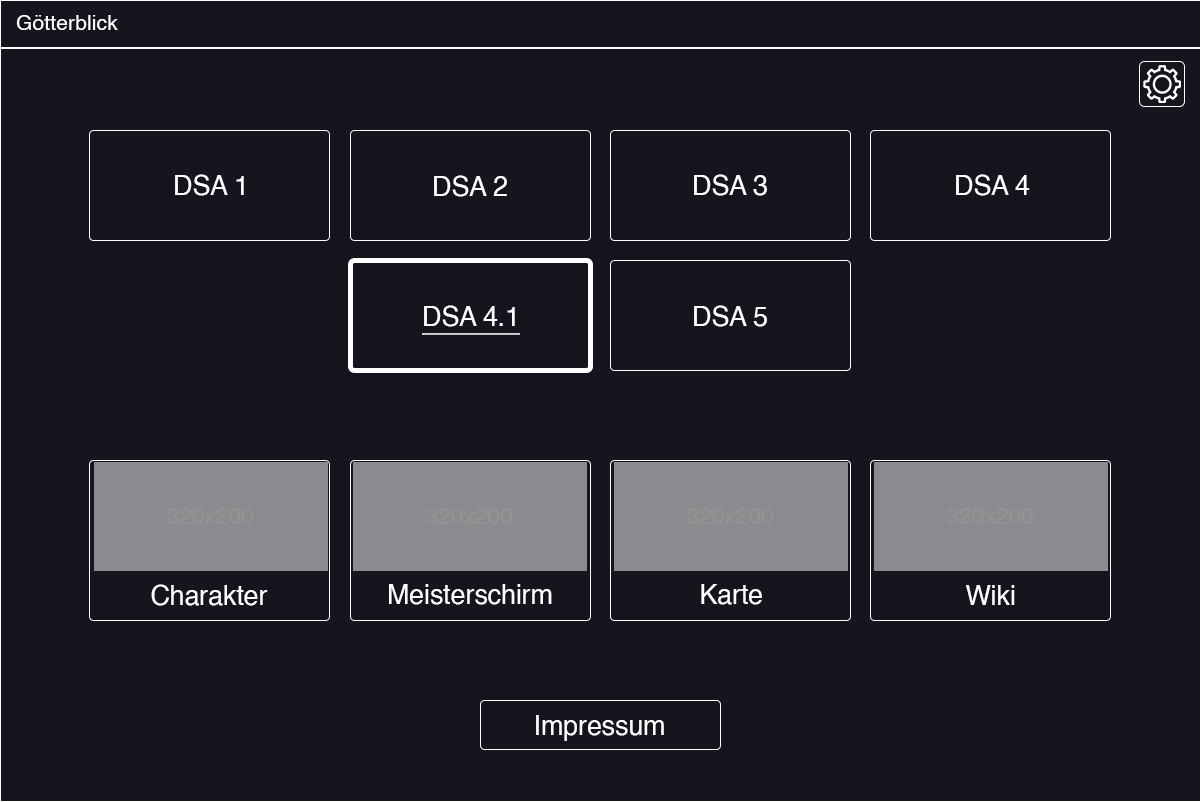 Götterblick
DSA 1
DSA 2
DSA 3
DSA 4
DSA 4.1
DSA 5
320x200
320x200
320x200
320x200
Charakter
Meisterschirm
Karte
Wiki
Impressum